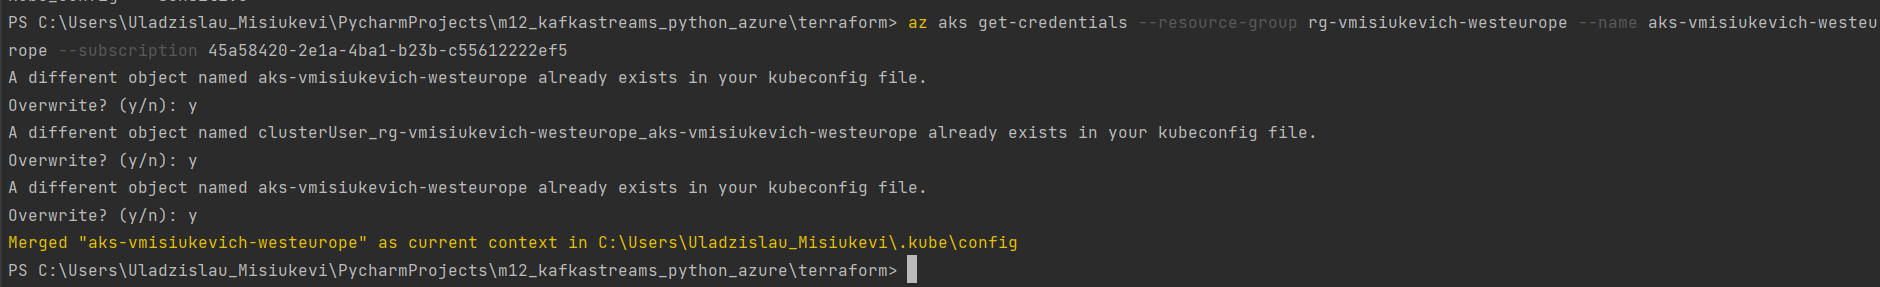 PS C:\Users\Uladzislau_Misiukevi\PycharmProjects\m12_kafkastreams_python_azure\terraform> az aks get-credentials --resource-group rg-vmisiukevich-westeurope --name aks-vmisiukevich-westeu
rope --subscription 45a58420-2e1a-4ba1-b23b-c55612222ef5
A different object named aks-vmisiukevich-westeurope already exists in your kubeconfig file.
Overwrite? (y/n): y
A different object named clusterUser_rg-vmisiukevich-westeurope_aks-vmisiukevich-westeurope already exists in your kubeconfig file.
Overwrite? (y/n): y
A different object named aks-vmisiukevich-westeurope already exists in your kubeconfig file.
Overwrite? (y/n): y
Merged "aks-vmisiukevich-westeurope" as current context in C:\Users\Uladzislau_Misiukevi\.kube\config
PS C:\Users\Uladzislau_Misiukevi\PycharmProjects\m12_kafkastreams_python_azure\terraform>